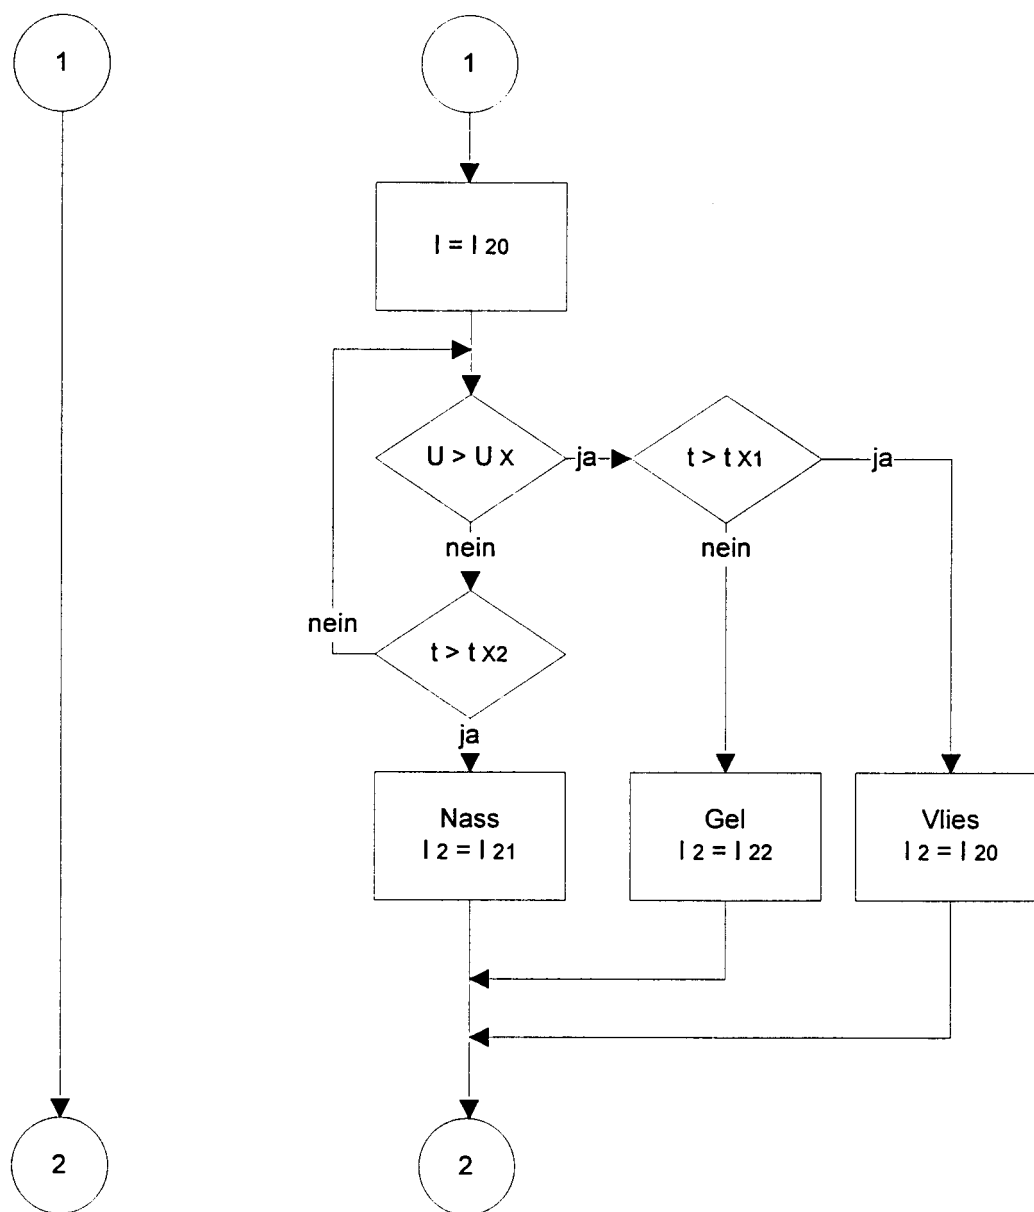 1
1
I = I 20
U > U X
ja
t > t X1
ja
nein
nein
nein
t > t X2
ja
Nass
I 2 = I 21
Gel
I 2 = I 22
Vlies
I 2 = I 20
2
2